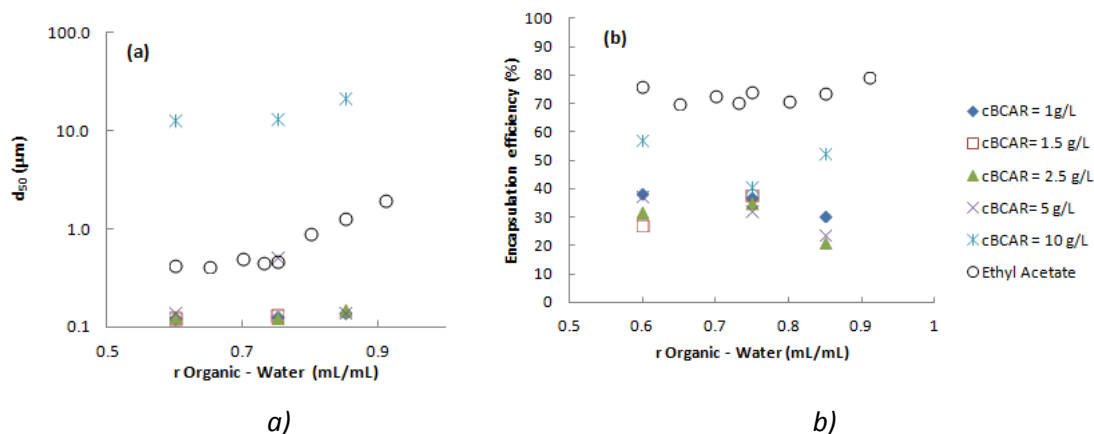 (a)
100.0
10.0
1.0
0.1
d50 (µm)
0.5
0.7
0.9
r Organic - Water (mL/mL)
a)
(b)
100
90
80
70
60
50
40
30
20
10
0
Encapsulation efficiency (%)
0.5
0.6
0.7
0.8
0.9
1
r Organic - Water (mL/mL)
cBCAR = 1g/L
cBCAR= 1.5 g/L
cBCAR = 2.5 g/L
cBCAR= 5 g/L
cBCAR = 10 g/L
Ethyl Acetate
b)